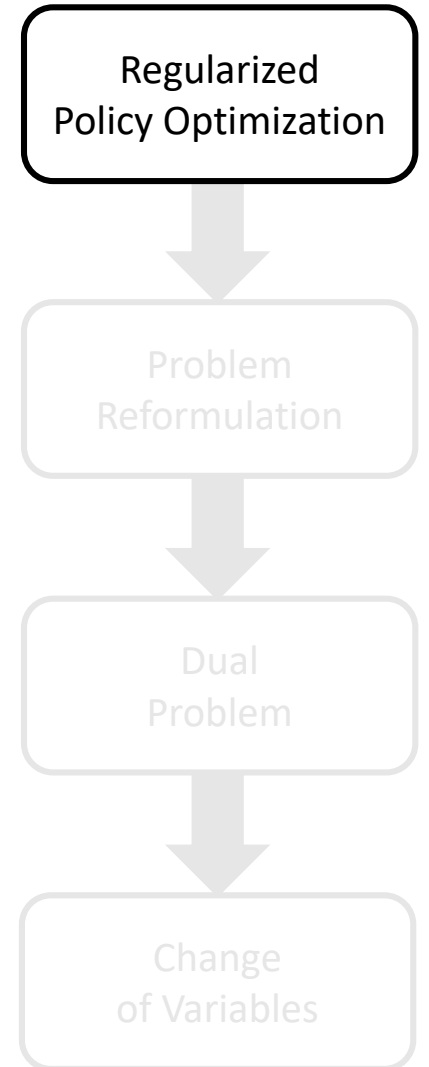 Regularized
Policy Optimization
Problem
Reformulation
Dual
Problem
Change
of Variables